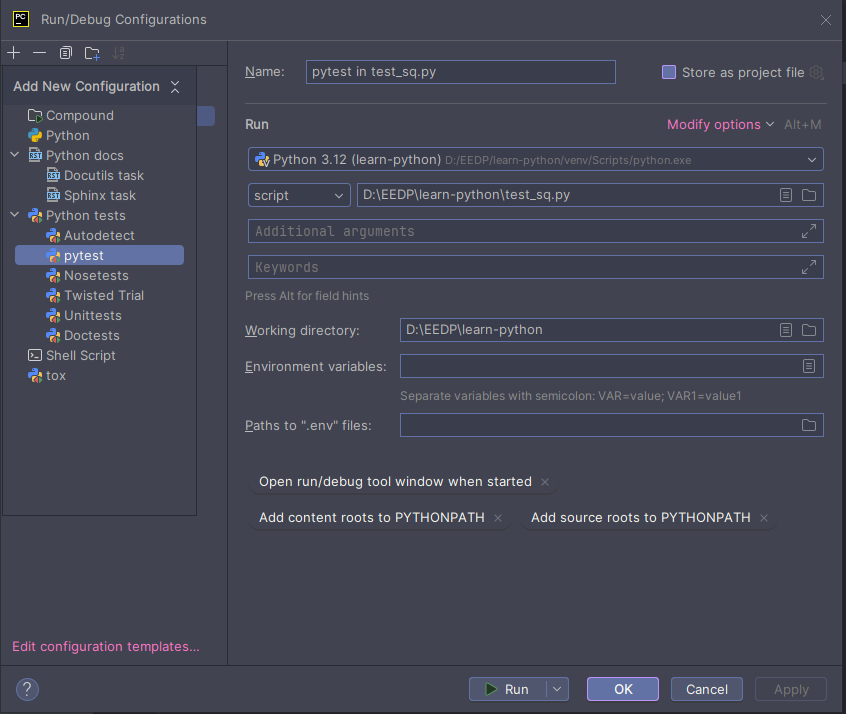 PC
Run/Debug Configurations
Add New Configuration
Compound
Python
Python docs
RST
Docutils task
RST
Sphinx task
RST
Python tests
Autodetect
pytest
Nosetests
Twisted Trial
Unittests
Doctests
Shell Script
tox
Edit configuration templates...
Name: pytest in test_sq.py Store as project file
Run Modify options Alt+M
Python 3.12 (learn-python) D:/EEDP/learn-python/venv/Scripts/python.exe
script D:\EEDP\learn-python\test_sq.py
Additional arguments
Keywords
Press Alt for field hints
Working directory: D:\EEDP\learn-python
Environment variables:
Separate variables with semicolon: VAR=value; VAR1=value1
Paths to ".env" files:
Open run/debug tool window when started ×
Add content roots to PYTHONPATH × Add source roots to PYTHONPATH ×
? Run OK Cancel Apply